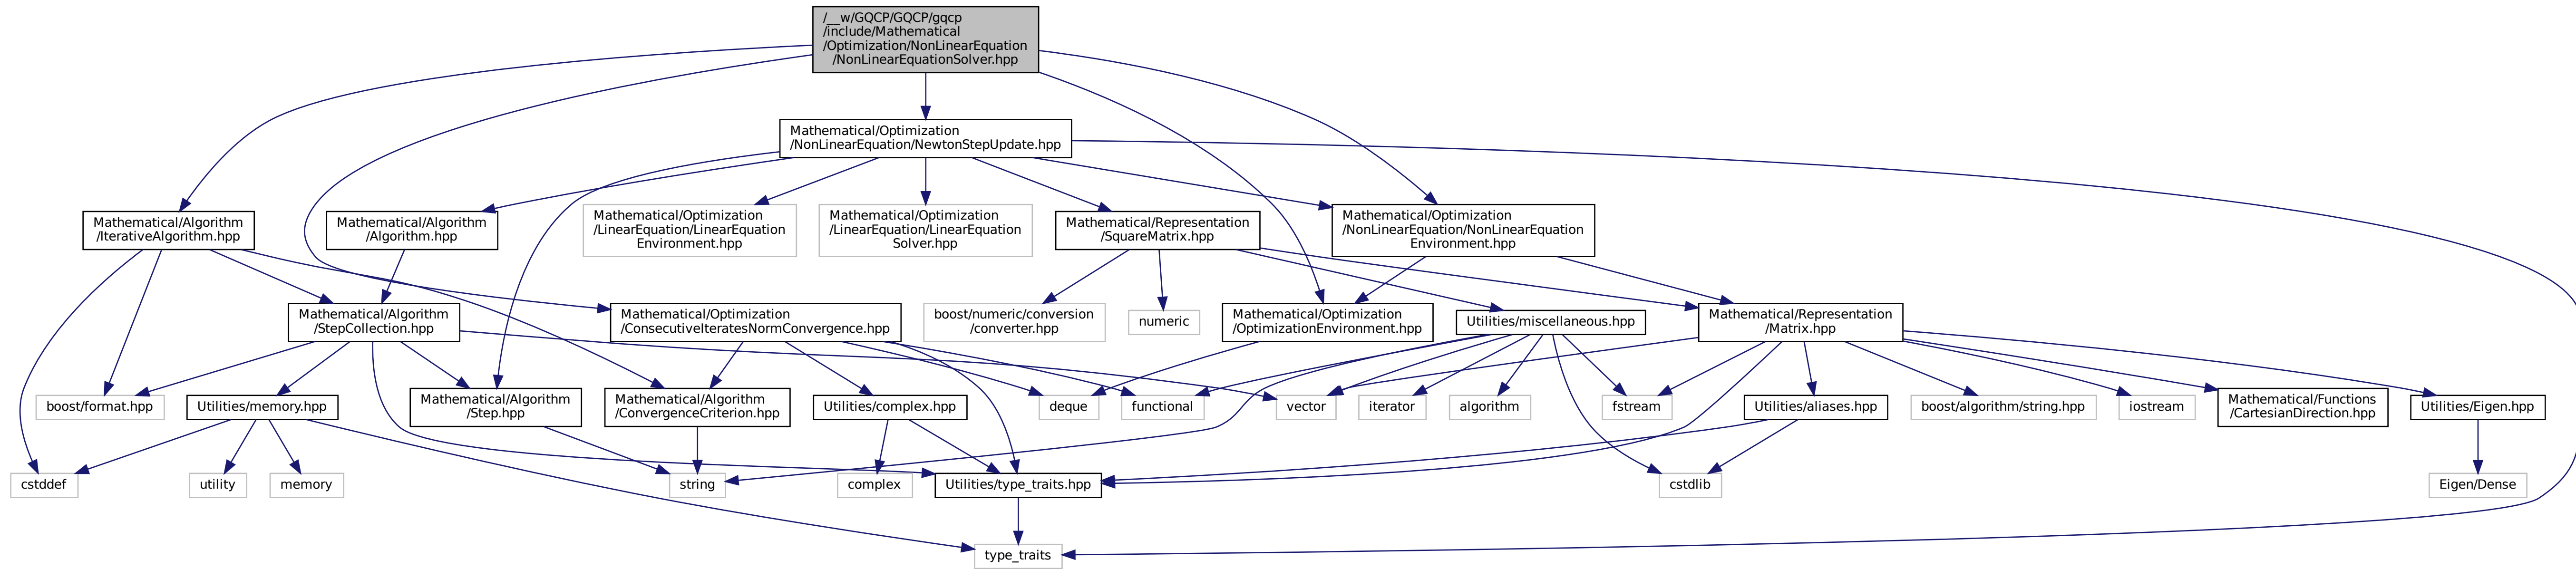 /__w/GQCP/GQCP/gqcp
/include/Mathematical
/Optimization/NonLinearEquation
/NonLinearEquationSolver.hpp
Mathematical/Optimization
/NonLinearEquation/NewtonStepUpdate.hpp
Mathematical/Algorithm
/IterativeAlgorithm.hpp
Mathematical/Algorithm
/Algorithm.hpp
Mathematical/Optimization
/LinearEquation/LinearEquation
Environment.hpp
Mathematical/Optimization
/LinearEquation/LinearEquation
Solver.hpp
Mathematical/Representation
/SquareMatrix.hpp
Mathematical/Optimization
/NonLinearEquation/NonLinearEquation
Environment.hpp
Mathematical/Algorithm
/StepCollection.hpp
Mathematical/Optimization
/ConsecutiveIteratesNormConvergence.hpp
boost/numeric/conversion
/converter.hpp
numeric
Mathematical/Optimization
/OptimizationEnvironment.hpp
Utilities/miscellaneous.hpp
Mathematical/Representation
/Matrix.hpp
boost/format.hpp
Utilities/memory.hpp
Mathematical/Algorithm
/Step.hpp
Mathematical/Algorithm
/ConvergenceCriterion.hpp
Utilities/complex.hpp
deque
functional
vector
iterator
algorithm
fstream
Utilities/aliases.hpp
boost/algorithm/string.hpp
iostream
Mathematical/Functions
/CartesianDirection.hpp
Utilities/Eigen.hpp
cstddef
utility
memory
string
complex
Utilities/type_traits.hpp
cstdlib
Eigen/Dense
type_traits